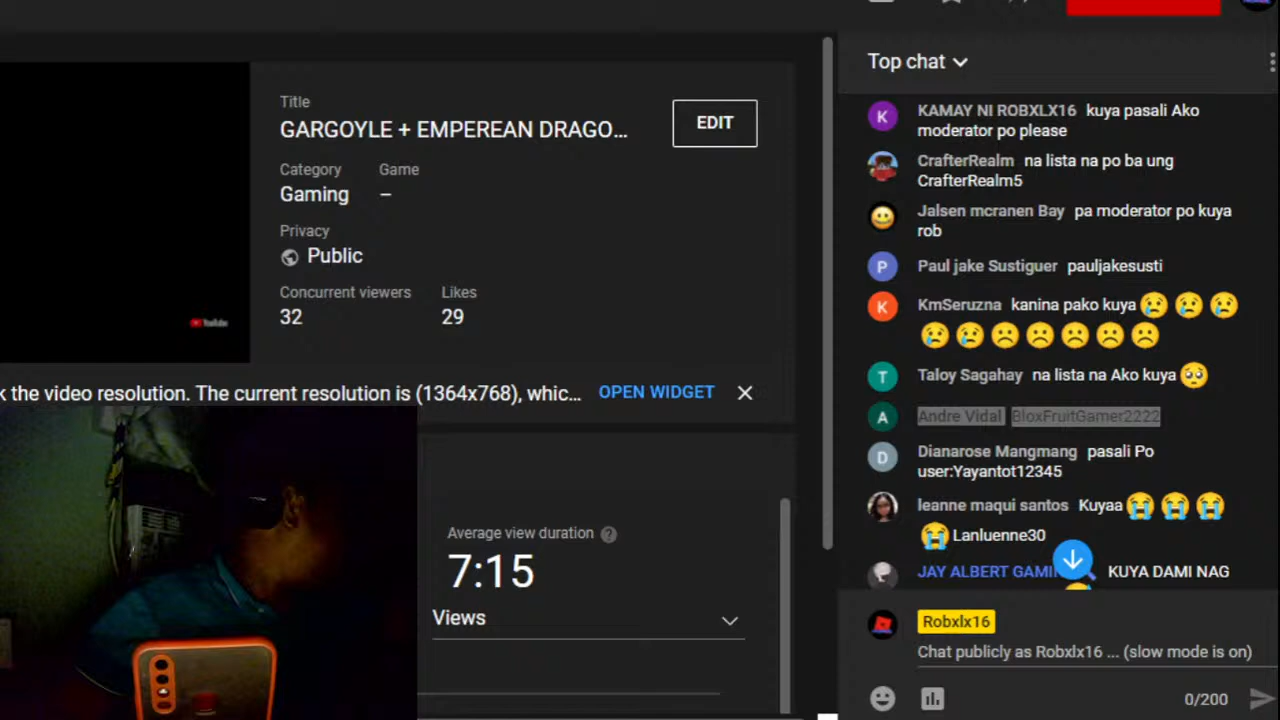 Top chat
Title
GARGOYLE + EMPEREAN DRAGO...
EDIT
Category Game
Gaming –
Privacy
Public
Concurrent viewers Likes
32 29
YouTube
k the video resolution. The current resolution is (1364x768), whic... OPEN WIDGET
Average view duration
7:15
Views
KAMAY NI ROBXLX16 kuya pasali Ako
moderator po please
CrafterRealm na lista na po ba ung
CrafterRealm5
Jalsen mcranen Bay pa moderator po kuya
rob
P Paul jake Sustiguer pauljakesusti
K KmSeruzna kanina pako kuya😢😢😢
😢😢☹️☹️☹️☹️☹️
T Taloy Sagahay na lista na Ako kuya🥺
A Andre Vidal BloxFruitGamer2222
D Dianarose Mangmang pasali Po
user:Yayantot12345
leanne maqui santos Kuyaa😭😭😭
😭Lanluenne30
JAY ALBERT KUYA DAMI NAG
Robxlx16
Chat publicly as Robxlx16 ... (slow mode is on)
0/200